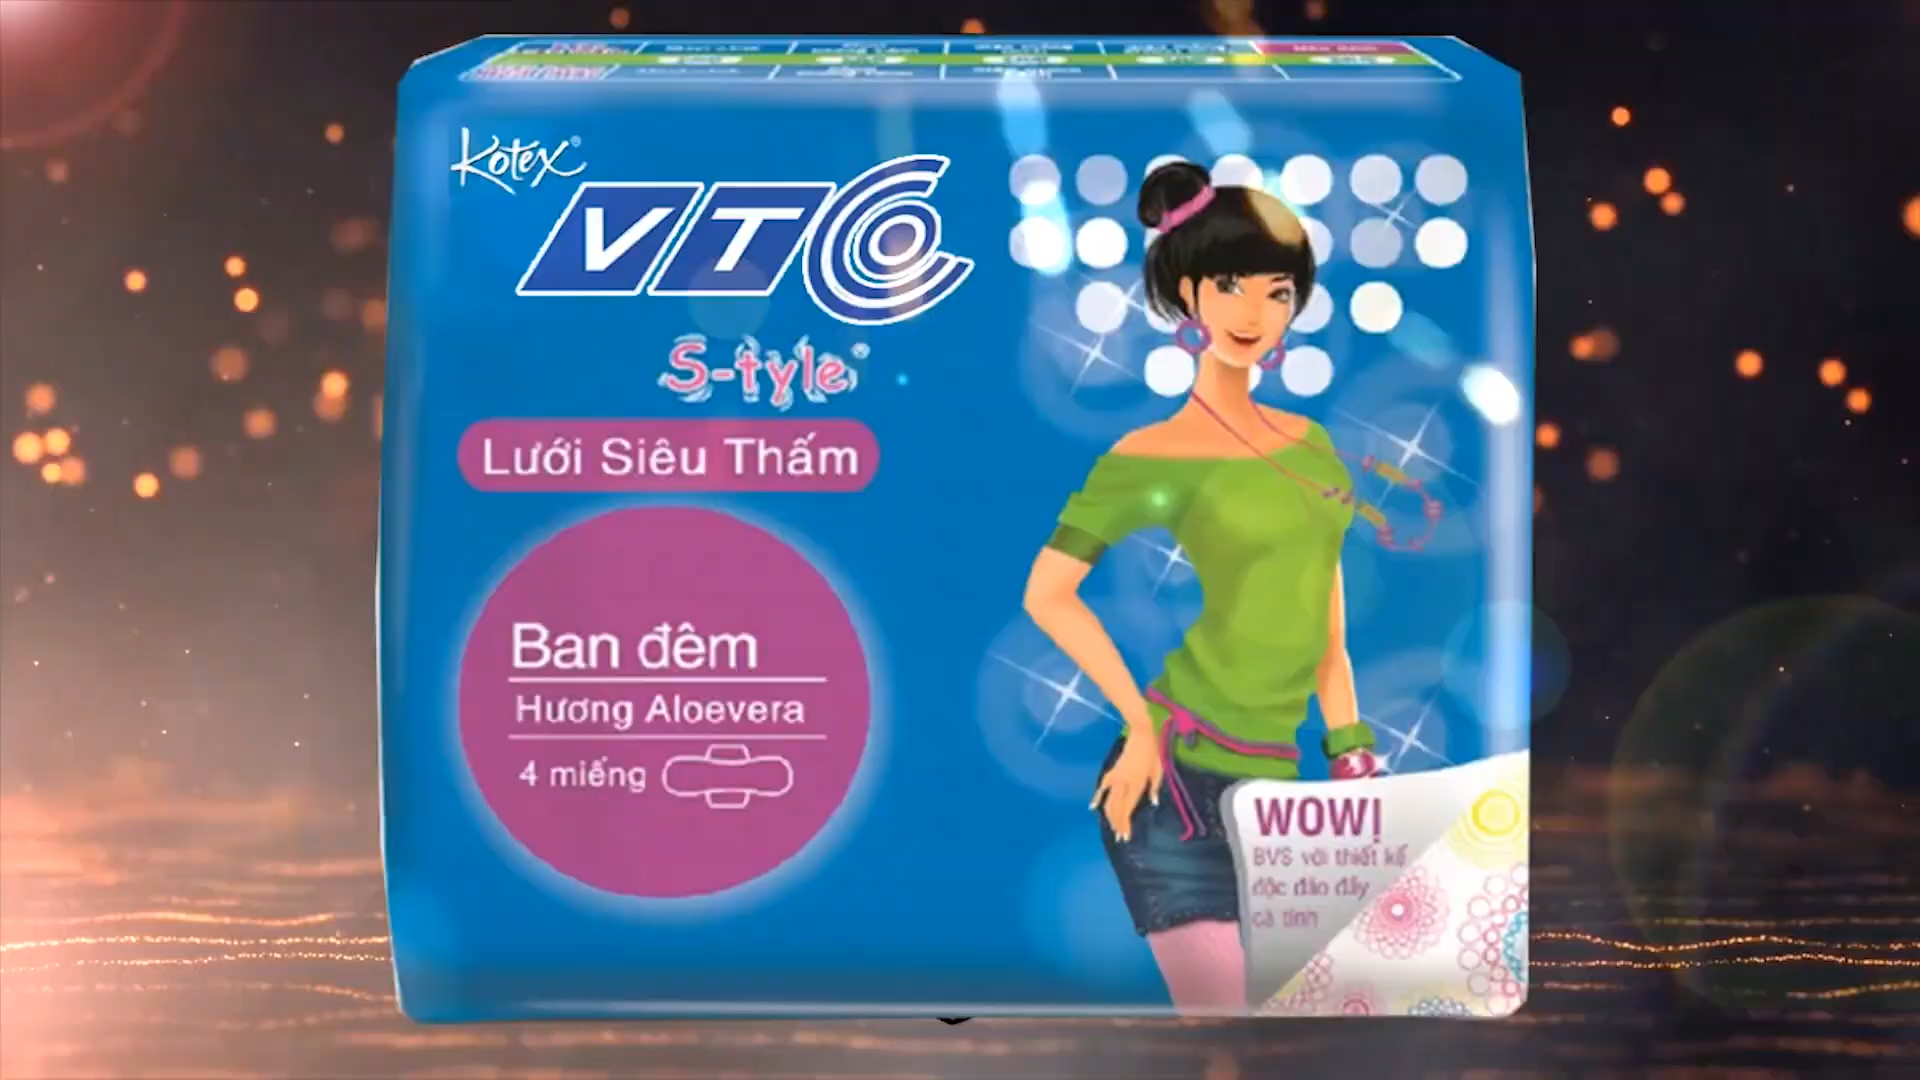 Kotex®
VTC
S-tyle®
Lưới Siêu Thấm
Ban đêm
Hương Aloevera
4 miếng
WOW!
BVS với thiết kế
độc đáo đầy
cá tính